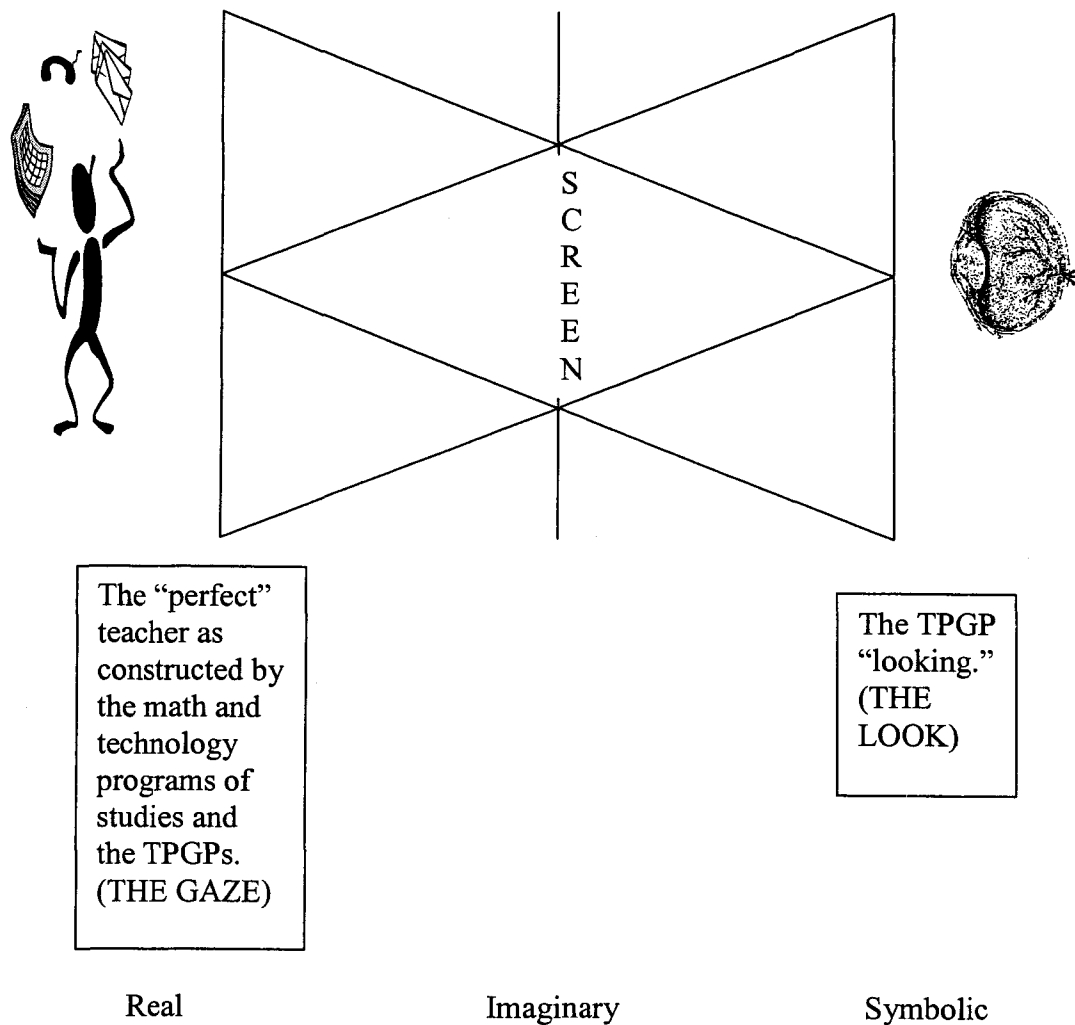 S
C
R
E
E
N
The “perfect”
teacher as
constructed by
the math and
technology
programs of
studies and
the TPGPs.
(THE GAZE)
The TPGP
“looking.”
(THE
LOOK)
Real
Imaginary
Symbolic